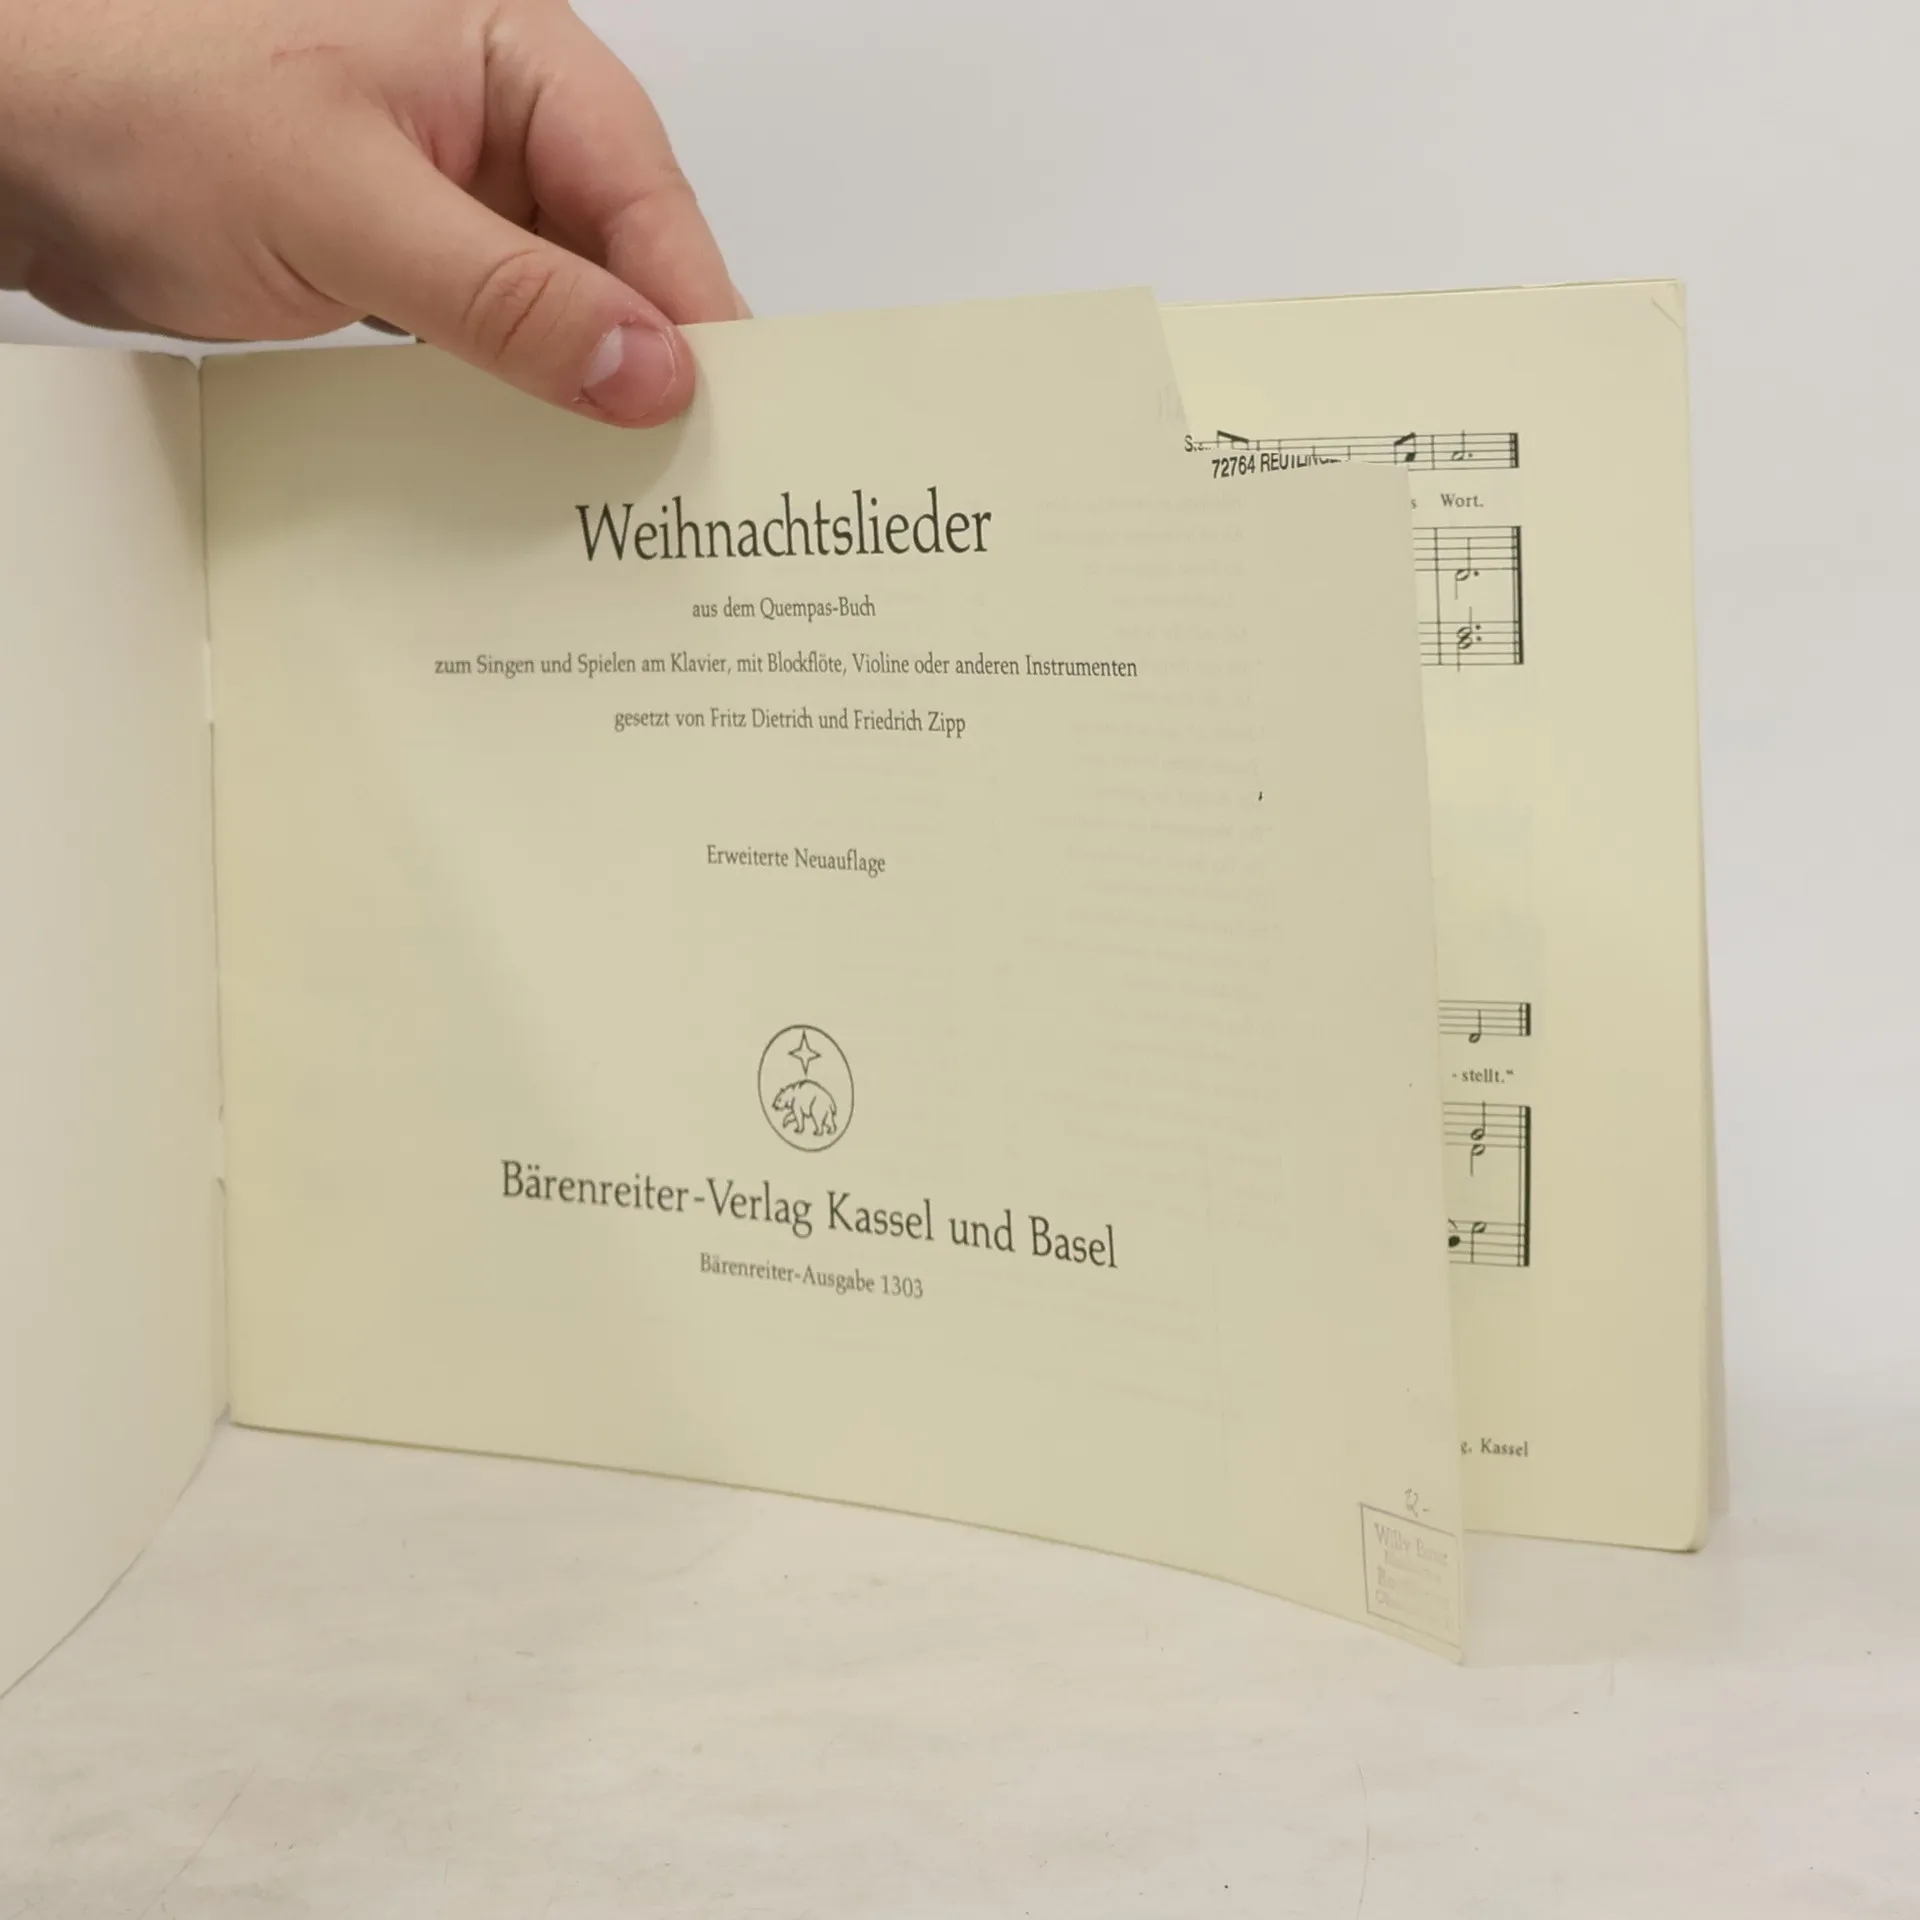 Weihnachtslieder
aus dem Quempas-Buch
zum Singen und Spielen am Klavier, mit Blockflöte, Violine oder anderen Instrumenten
gesetzt von Fritz Dietrich und Friedrich Zipp
Erweiterte Neuauflage
Bärenreiter-Verlag Kassel und Basel
Bärenreiter-Ausgabe 1303
72764
Wort.
- stellt.“
g. Kassel
Willy